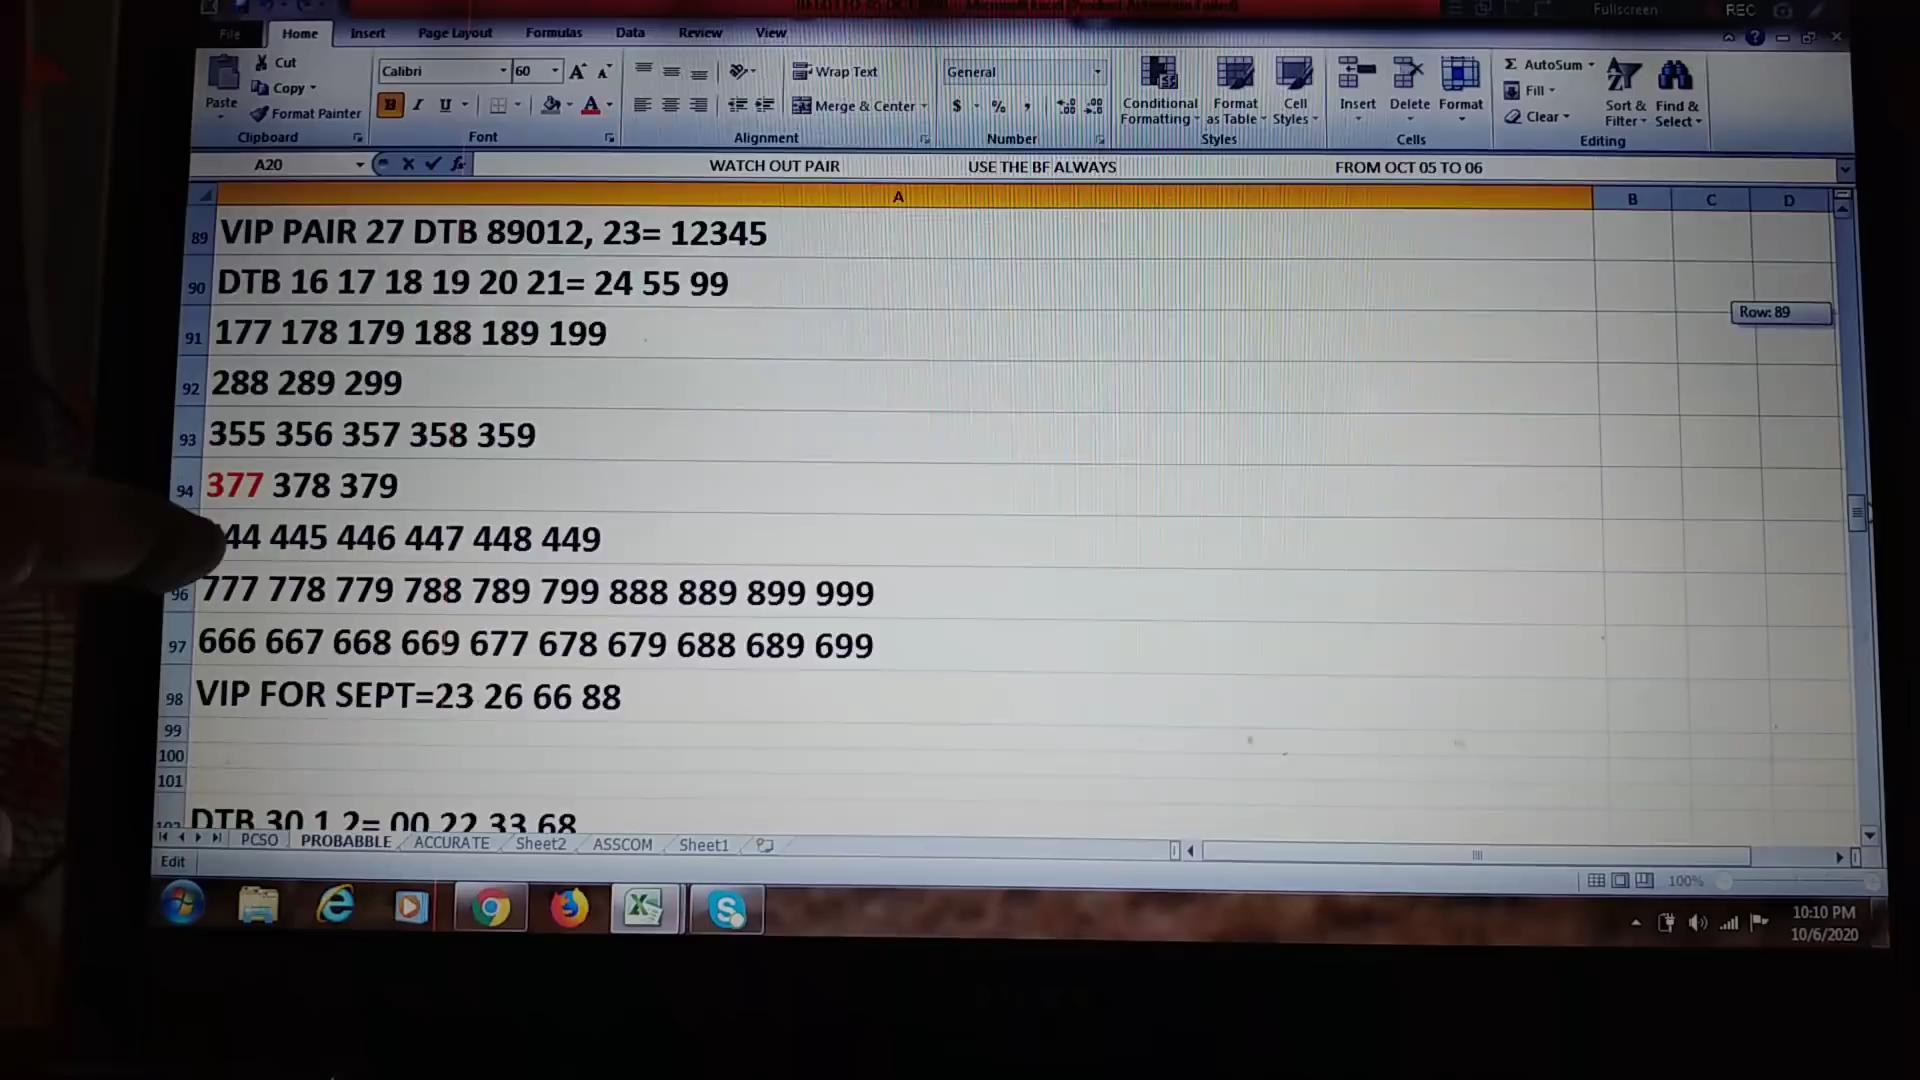 Fullscreen REC
File Home Insert Page Layout Formulas Data Review View
Cut
Copy
Format Painter
Paste
Clipboard
Calibri 60
B I U
Font
Wrap Text
Merge & Center
Alignment
General
$ % ,
Number
Conditional Formatting
Format as Table
Cell Styles
Styles
Insert Delete Format
Cells
AutoSum
Fill
Clear
Sort & Filter
Find & Select
Editing
A20 fx WATCH OUT PAIR USE THE BF ALWAYS FROM OCT 05 TO 06
A B C D
89 VIP PAIR 27 DTB 89012, 23= 12345
90 DTB 16 17 18 19 20 21= 24 55 99
Row: 89
91 177 178 179 188 189 199
92 288 289 299
93 355 356 357 358 359
94 377 378 379
44 445 446 447 448 449
96 777 778 779 788 789 799 888 889 899 999
97 666 667 668 669 677 678 679 688 689 699
98 VIP FOR SEPT=23 26 66 88
99
100
101
102 DTB 30 1 2= 00 22 33 68
PCSO PROBABBLE ACCURATE Sheet2 ASSCOM Sheet1
Edit
100%
10:10 PM
10/6/2020